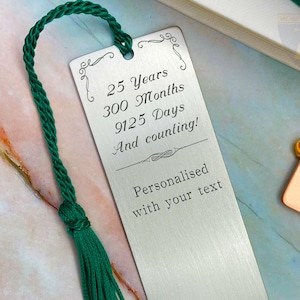 25 Years
300 Months
9125 Days
And counting!
Personalised
with your text